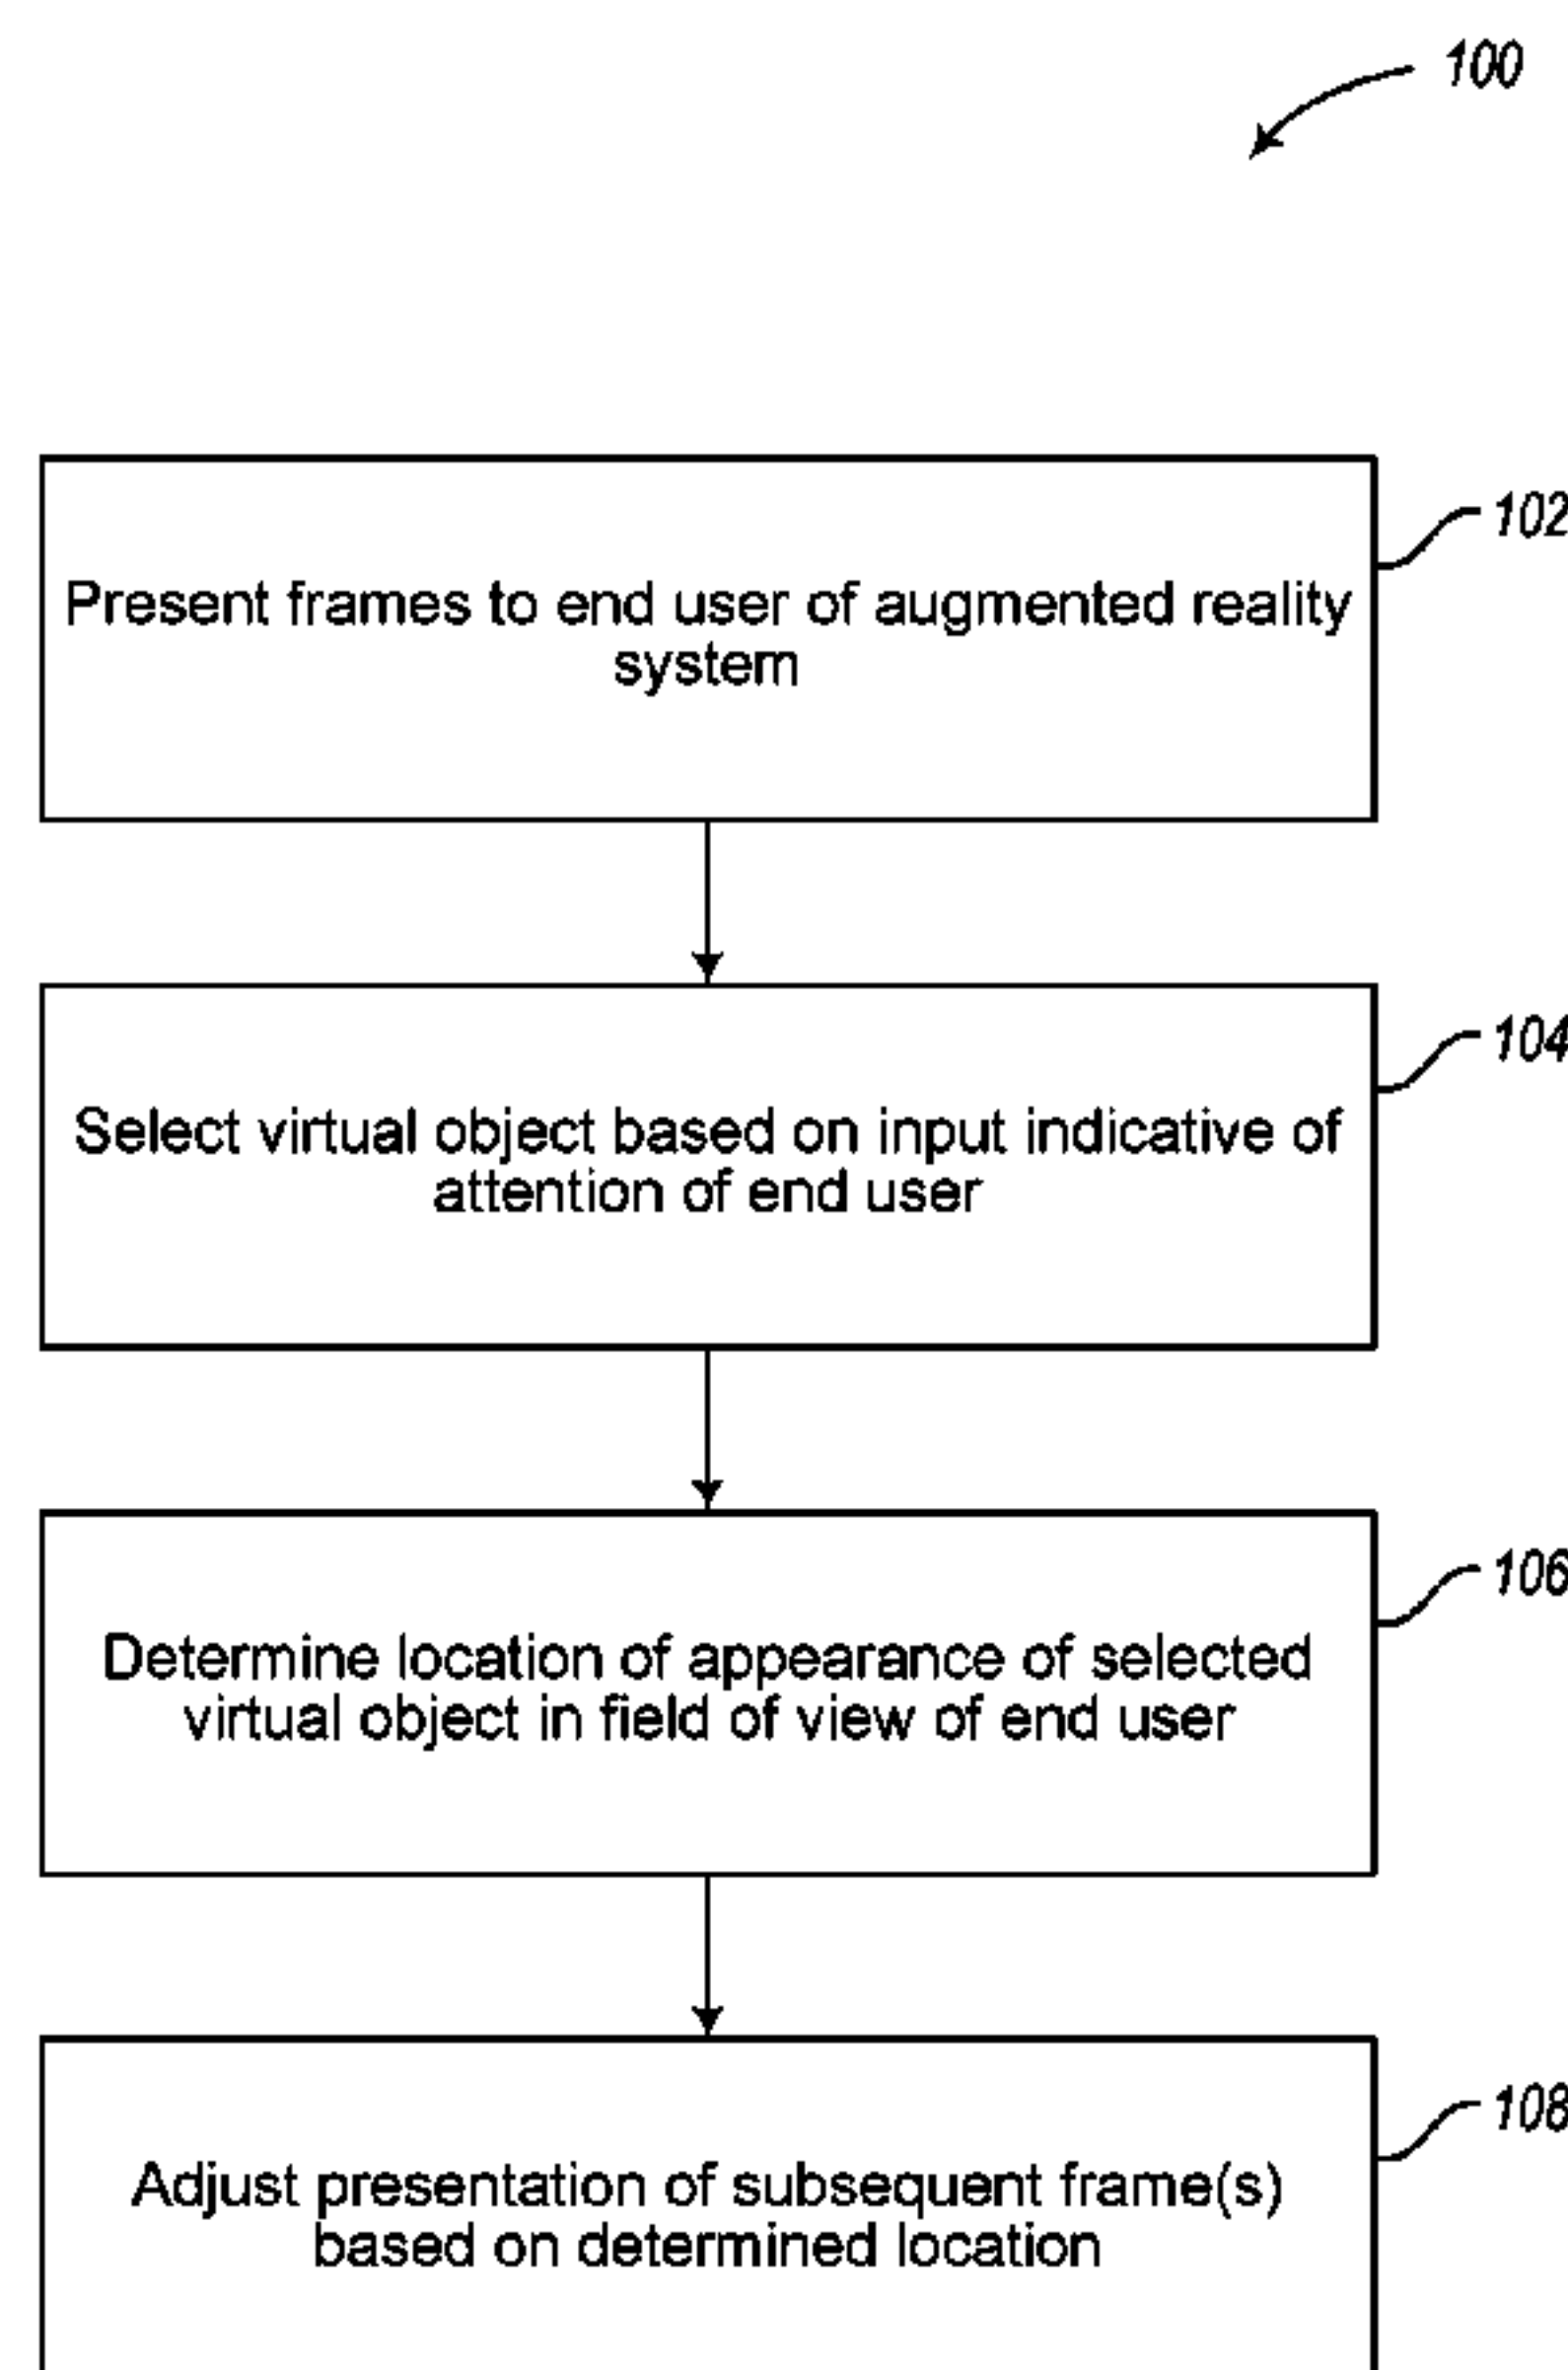 100
102
Present frames to end user of augmented reality
system
104
Select virtual object based on input indicative of
attention of end user
106
Determine location of appearance of selected
virtual object in field of view of end user
108
Adjust presentation of subsequent frame(s)
based on determined location